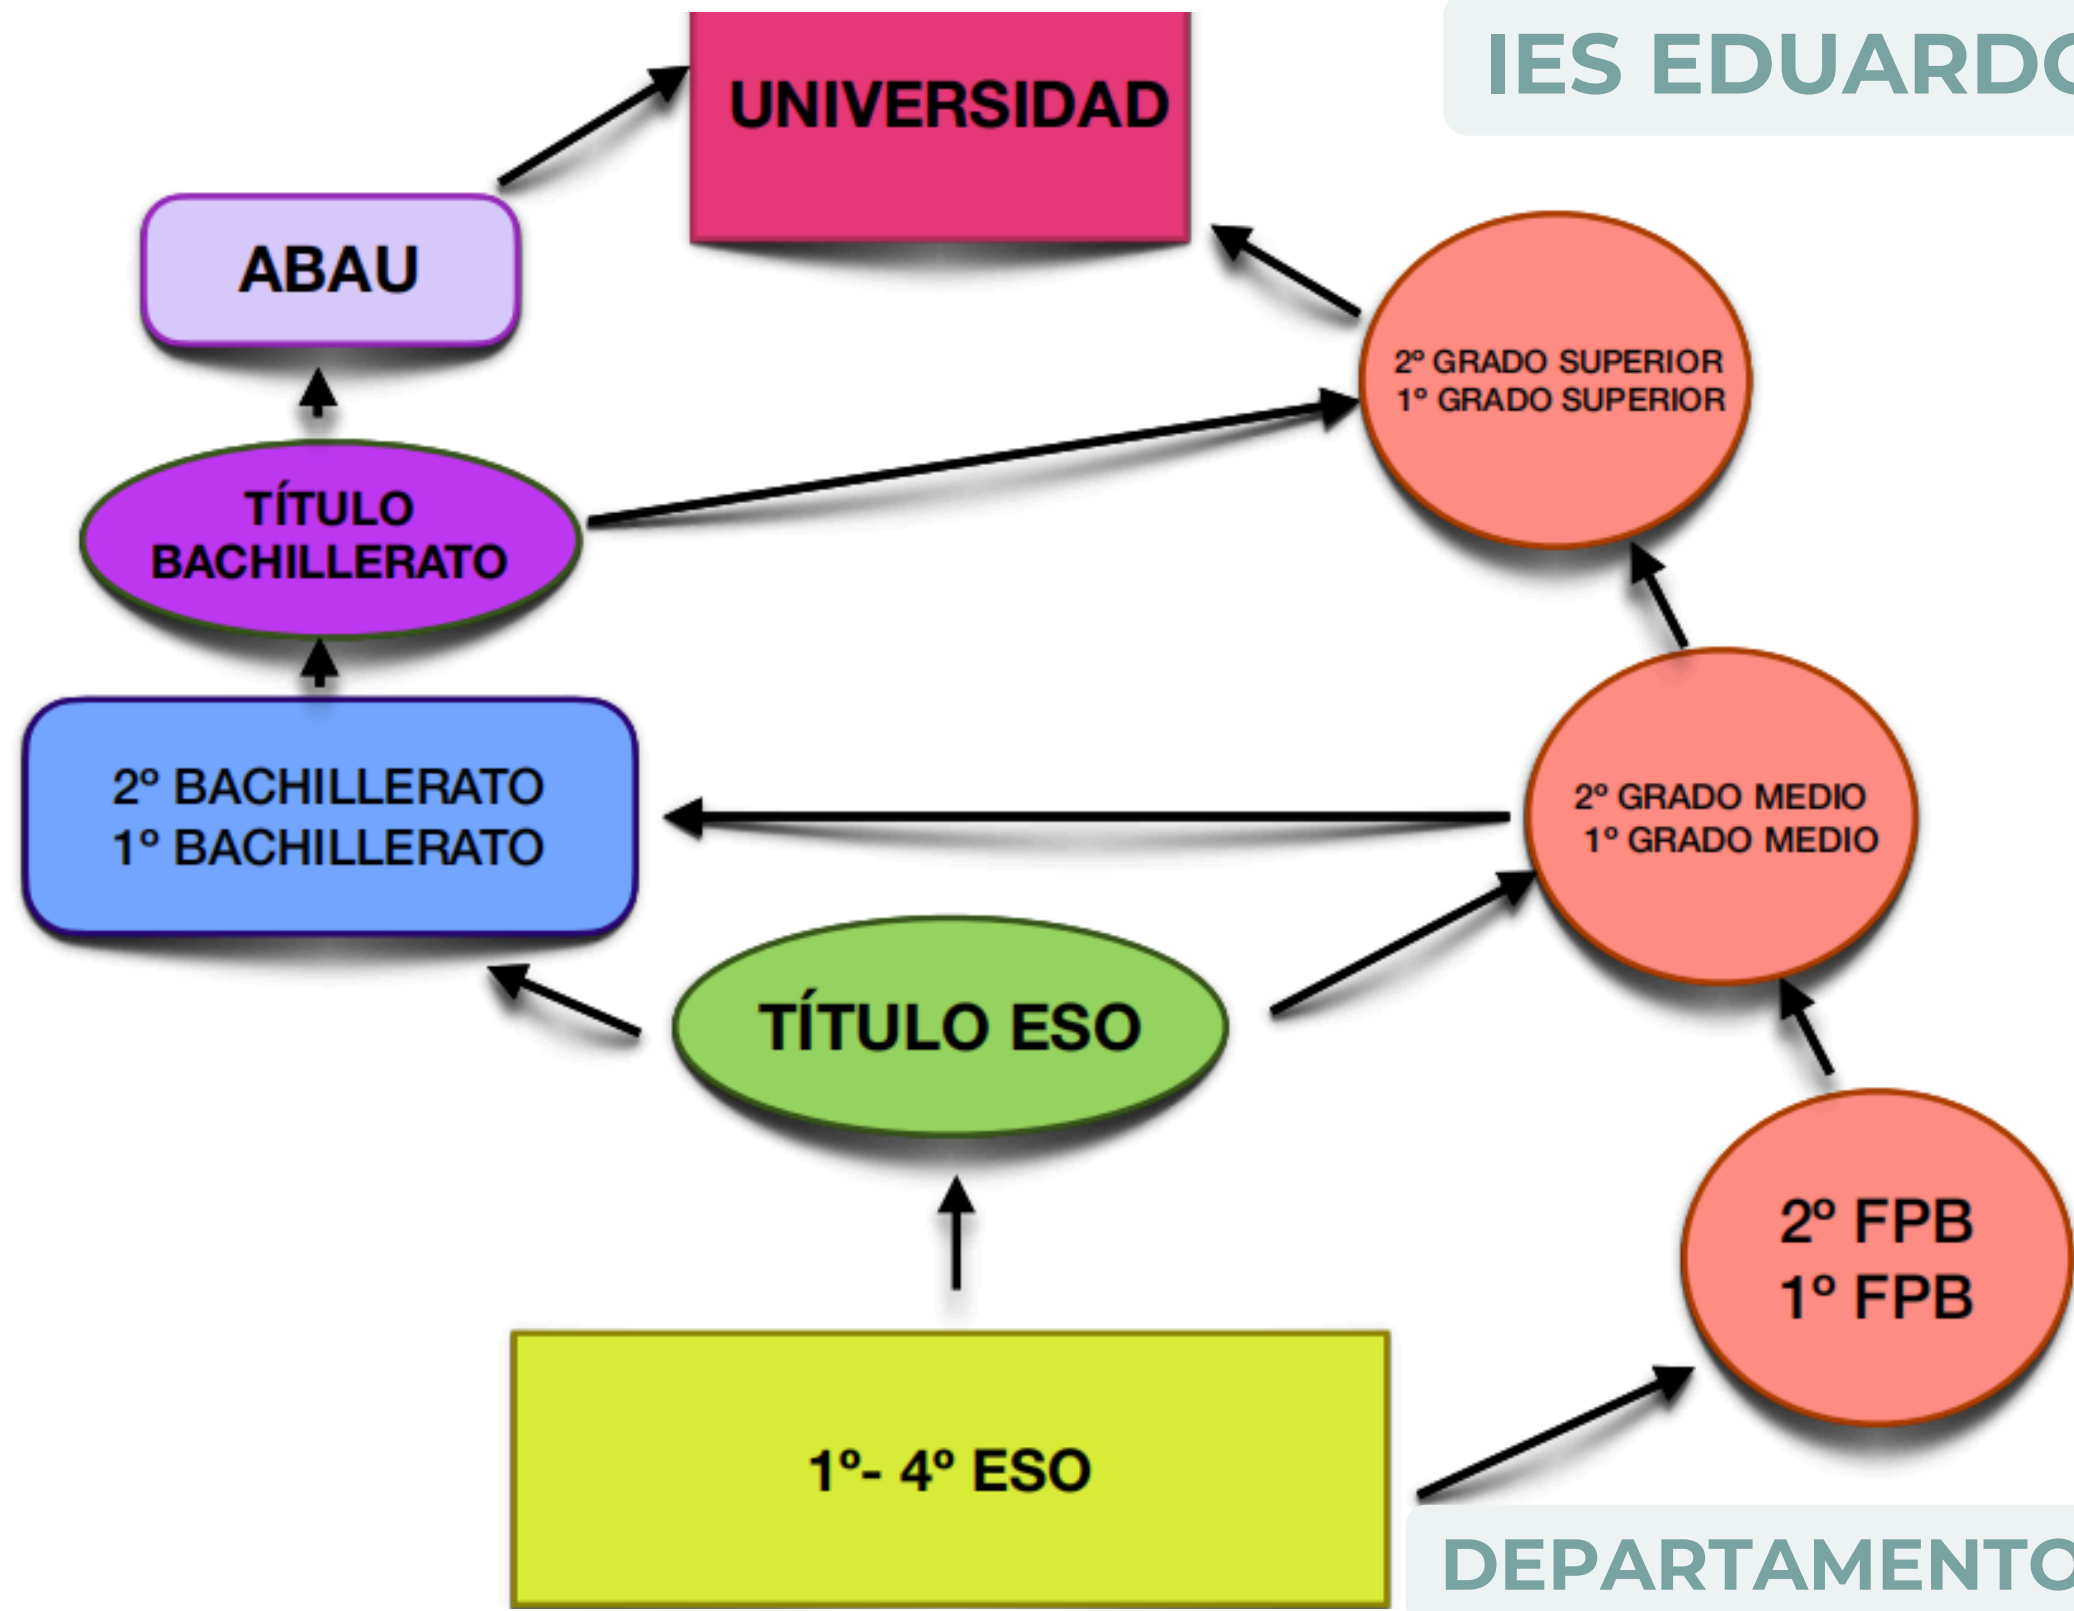 IES EDUARDO
UNIVERSIDAD
ABAU
2º GRADO SUPERIOR
1º GRADO SUPERIOR
TÍTULO
BACHILLERATO
2º BACHILLERATO
1º BACHILLERATO
2º GRADO MEDIO
1º GRADO MEDIO
TÍTULO ESO
2º FPB
1º FPB
1º- 4º ESO
DEPARTAMENTO